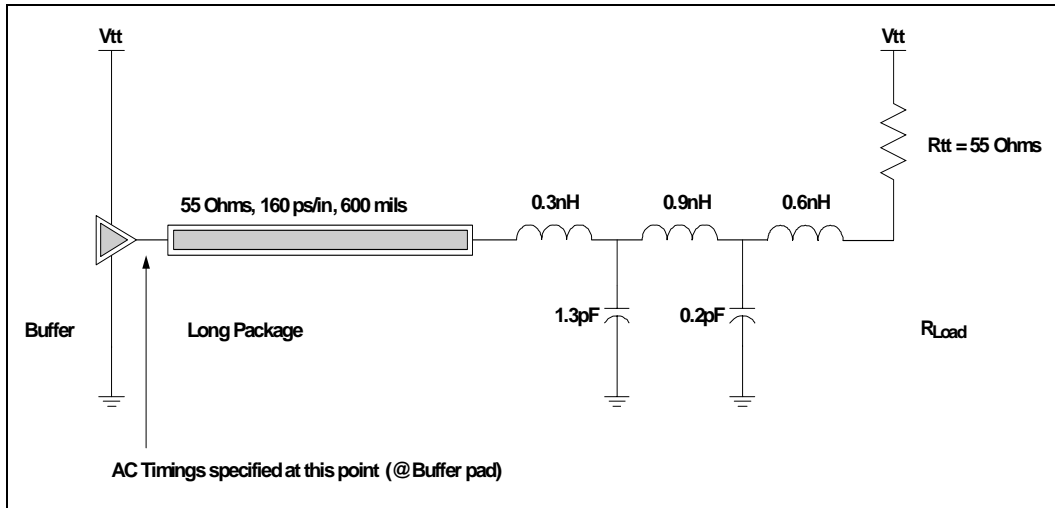 Vtt
Vtt
Rtt = 55 Ohms
55 Ohms, 160 ps/in, 600 mils
0.3nH
0.9nH
0.6nH
1.3pF
0.2pF
Buffer
Long Package
RLoad
AC Timings specified at this point (@Buffer pad)